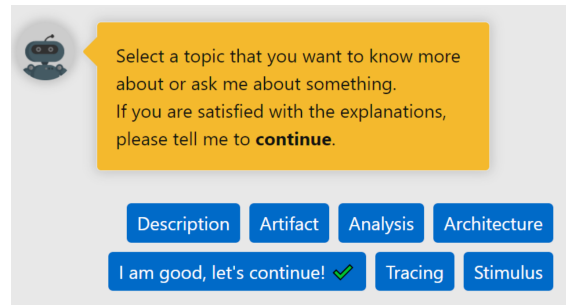 Select a topic that you want to know more
about or ask me about something.
If you are satisfied with the explanations,
please tell me to continue.
Description Artifact Analysis Architecture
I am good, let's continue! ✔ Tracing Stimulus